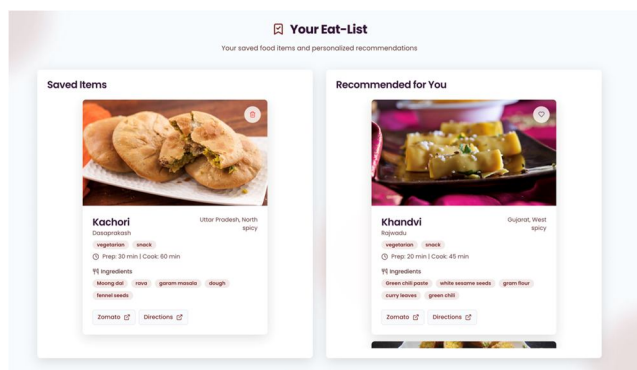 Your Eat-List
Your saved food items and personalized recommendations
Saved Items
Kachori
Uttar Pradesh, North
Dasaprakash
spicy
vegetarian snack
Prep: 30 min | Cook: 60 min
Ingredients
Moong dal rava garam masala dough
fennel seeds
Zomato Directions
Recommended for You
Khandvi
Gujarat, West
Rajwadu
spicy
vegetarian snack
Prep: 20 min | Cook: 45 min
Ingredients
Green chili paste white sesame seeds gram flour
curry leaves green chili
Zomato Directions